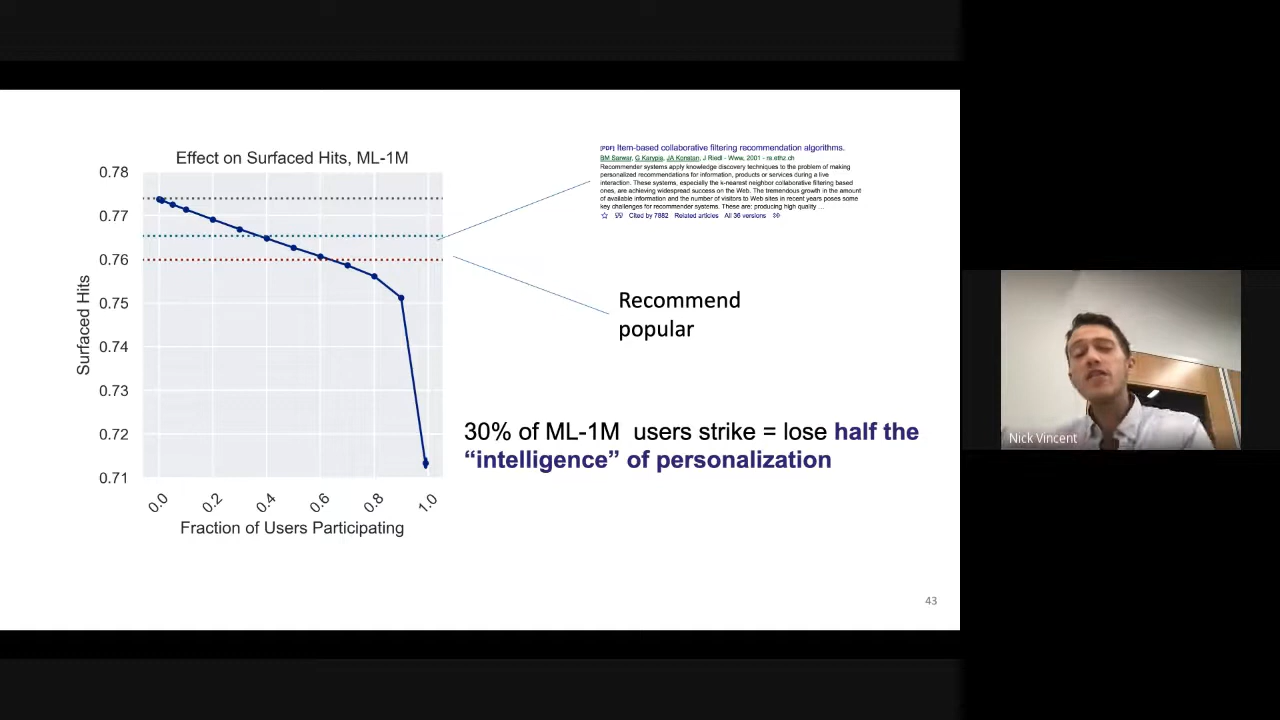 Effect on Surfaced Hits, ML-1M
0.78
0.77
0.76
0.75
0.74
0.73
0.72
0.71
Surfaced Hits
0.0
0.2
0.4
0.6
0.8
1.0
Fraction of Users Participating
[PDF] Item-based collaborative filtering recommendation algorithms.
BM Sarwar, G Karypis, JA Konstan, J Riedl - Www, 2001 - ra.ethz.ch
Recommender systems apply knowledge discovery techniques to the problem of making
personalized recommendations for information, products or services during a live
interaction. These systems, especially the k-nearest neighbor collaborative filtering based
ones, are achieving widespread success on the Web. The tremendous growth in the amount
of available information and the number of visitors to Web sites in recent years poses some
key challenges for recommender systems. These are: producing high quality ...
Cited by 7882 Related articles All 36 versions
Recommend
popular
30% of ML-1M users strike = lose half the
“intelligence” of personalization
43
Nick Vincent